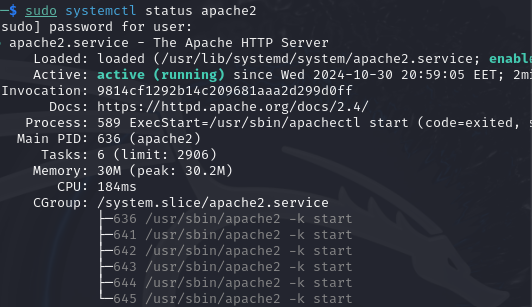 ─$ sudo systemctl status apache2
sudo] password for user:
apache2.service - The Apache HTTP Server
Loaded: loaded (/usr/lib/systemd/system/apache2.service; enabl
Active: active (running) since Wed 2024-10-30 20:59:05 EET; 2mi
Invocation: 9814cf1292b14c209681aaa2d299d0ff
Docs: https://httpd.apache.org/docs/2.4/
Process: 589 ExecStart=/usr/sbin/apachectl start (code=exited, s
Main PID: 636 (apache2)
Tasks: 6 (limit: 2906)
Memory: 30M (peak: 30.2M)
CPU: 184ms
CGroup: /system.slice/apache2.service
├─636 /usr/sbin/apache2 -k start
├─641 /usr/sbin/apache2 -k start
├─642 /usr/sbin/apache2 -k start
├─643 /usr/sbin/apache2 -k start
├─644 /usr/sbin/apache2 -k start
└─645 /usr/sbin/apache2 -k start